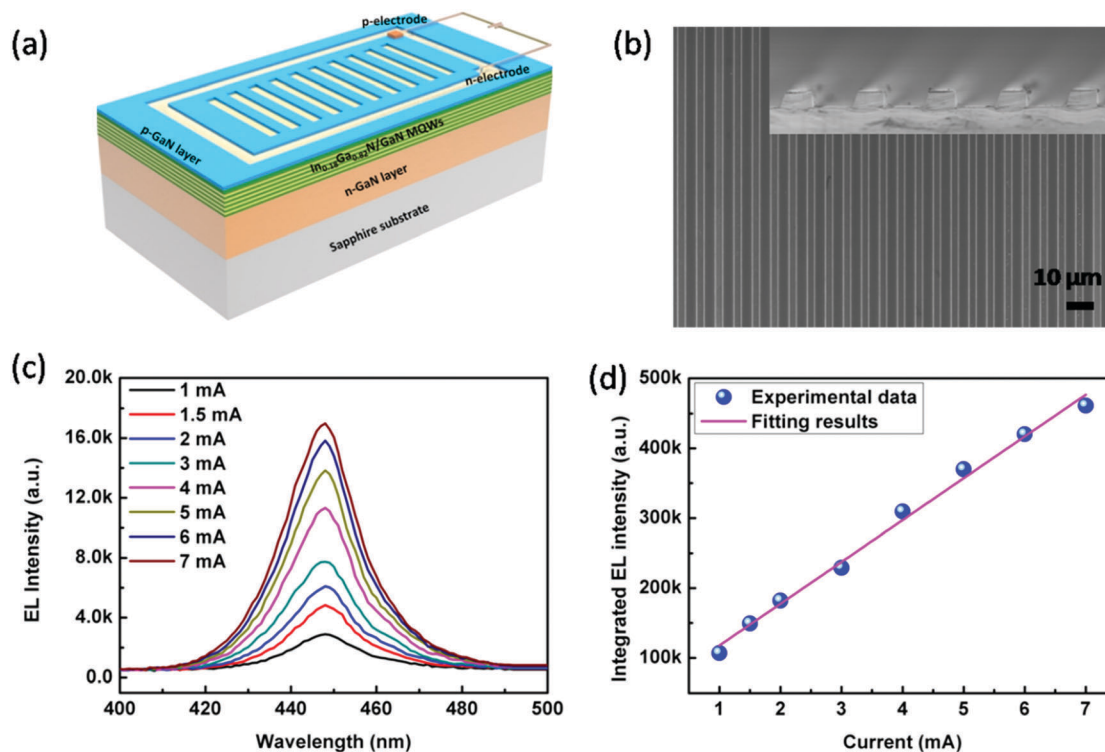 (a)
p-electrode
n-electrode
p-GaN layer
In₀.₁₈Ga₀.₈₂N/GaN MQWs
n-GaN layer
Sapphire substrate
(b)
10 µm
(c)
20.0k
16.0k
12.0k
8.0k
4.0k
0.0
EL Intensity (a.u.)
1 mA
1.5 mA
2 mA
3 mA
4 mA
5 mA
6 mA
7 mA
400 420 440 460 480 500
Wavelength (nm)
(d)
500k
400k
300k
200k
100k
Integrated EL intensity (a.u.)
Experimental data
Fitting results
1 2 3 4 5 6 7
Current (mA)